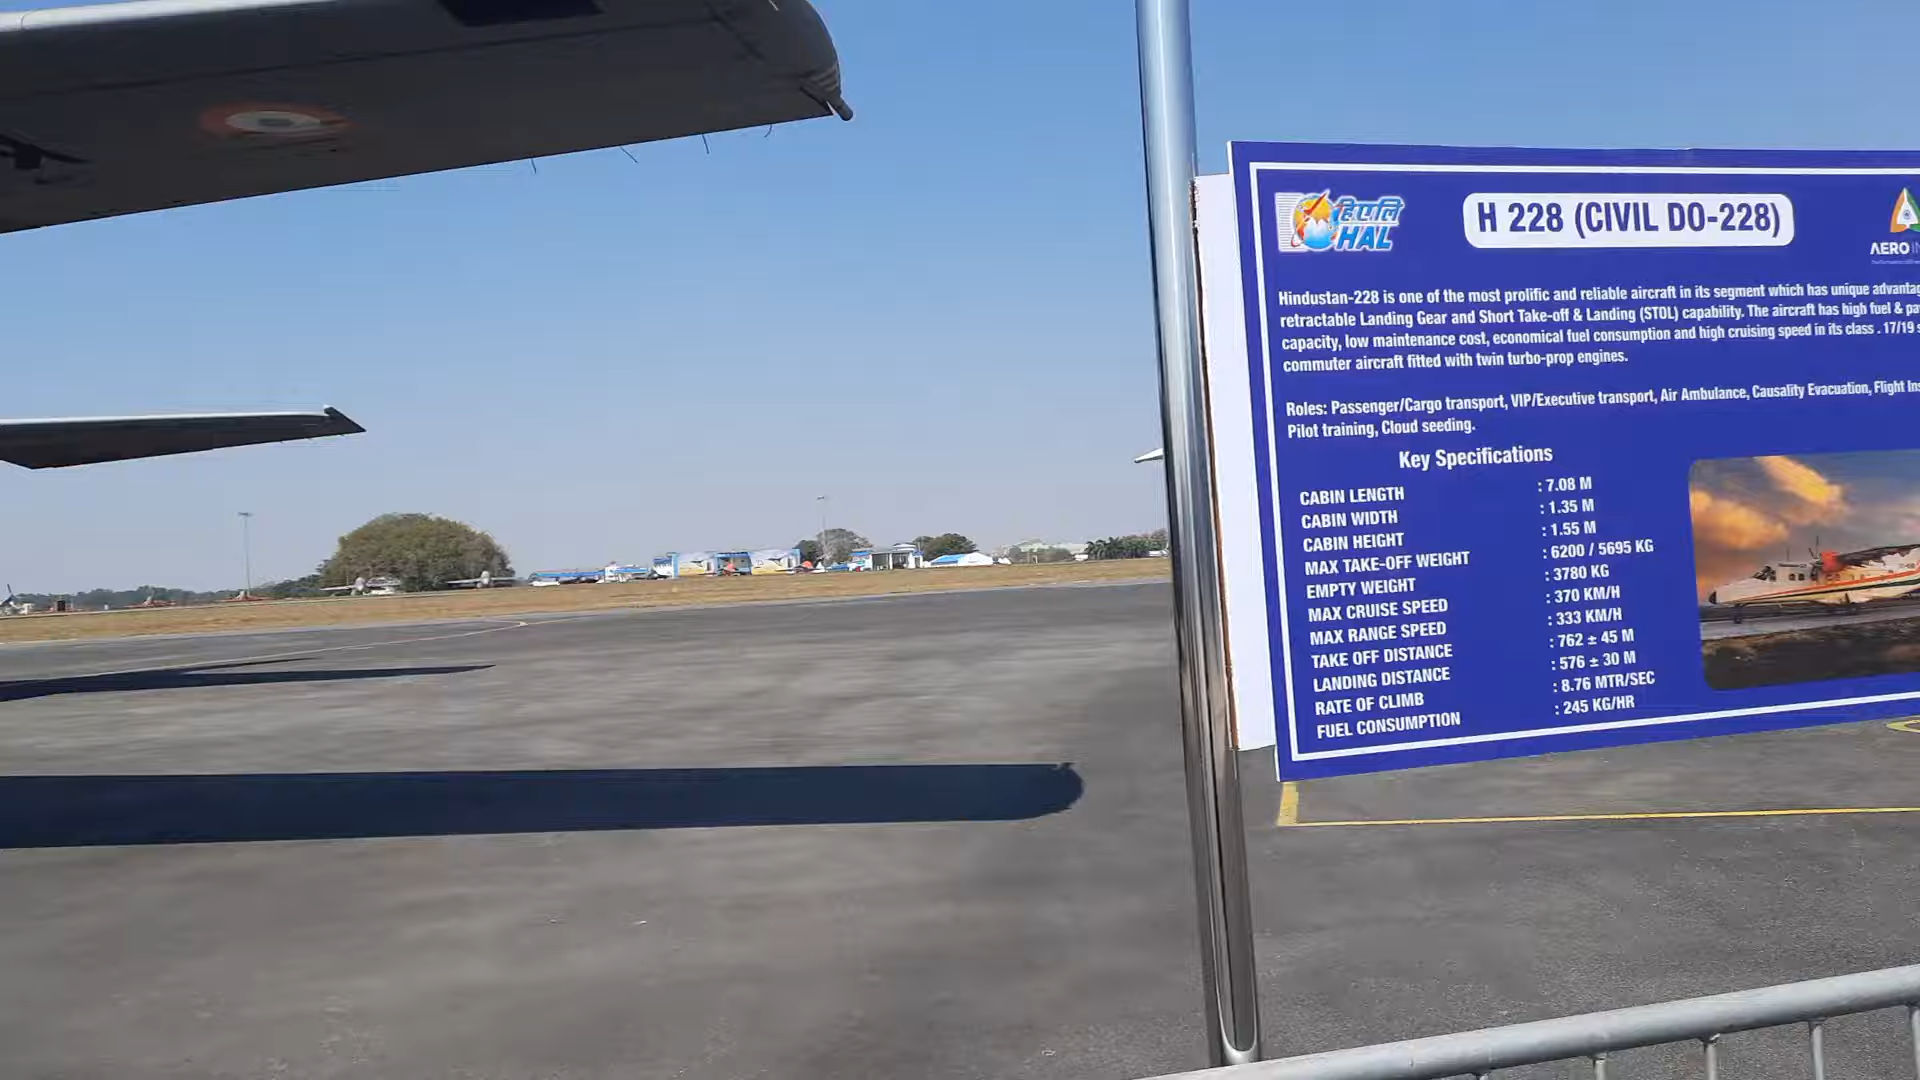 हिएएलि
HAL
H 228 (CIVIL DO-228)
AERO
Hindustan-228 is one of the most prolific and reliable aircraft in its segment which has unique
retractable Landing Gear and Short Take-off & Landing (STOL) capability. The aircraft has high fuel &
capacity, low maintenance cost, economical fuel consumption and high cruising speed in its class . 17/19
commuter aircraft fitted with twin turbo-prop engines.
Roles: Passenger/Cargo transport, VIP/Executive transport, Air Ambulance, Causality Evacuation, Flight
Pilot training, Cloud seeding.
Key Specifications
CABIN LENGTH : 7.08 M
CABIN WIDTH : 1.35 M
CABIN HEIGHT : 1.55 M
MAX TAKE-OFF WEIGHT : 6200 / 5695 KG
EMPTY WEIGHT : 3780 KG
MAX CRUISE SPEED : 370 KM/H
MAX RANGE SPEED : 333 KM/H
TAKE OFF DISTANCE : 762 ± 45 M
LANDING DISTANCE : 576 ± 30 M
RATE OF CLIMB : 8.76 MTR/SEC
FUEL CONSUMPTION : 245 KG/HR